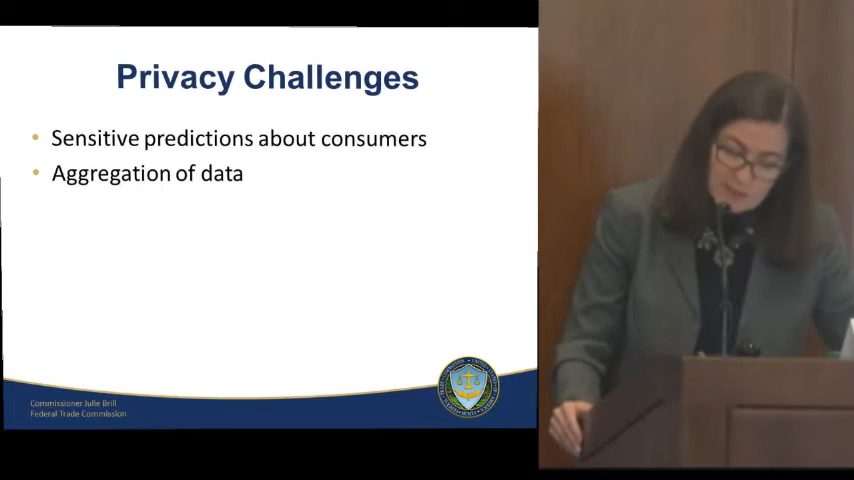 Privacy Challenges
• Sensitive predictions about consumers
• Aggregation of data
Commissioner Julie Brill
Federal Trade Commission